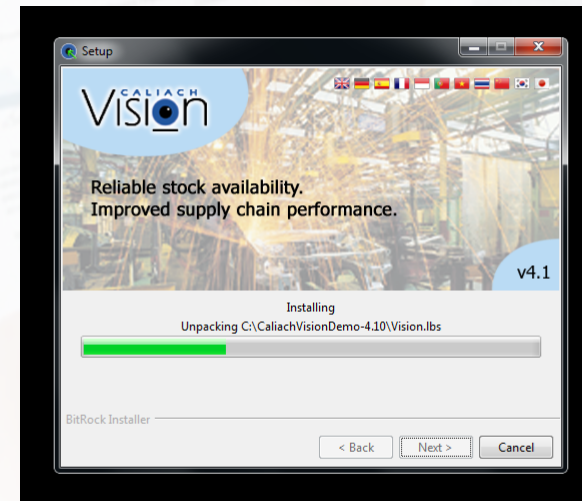 Setup
CALIACH
Vision
Reliable stock availability.
Improved supply chain performance.
v4.1
Installing
Unpacking C:\CaliachVisionDemo-4.10\Vision.lbs
BitRock Installer
< Back Next > Cancel